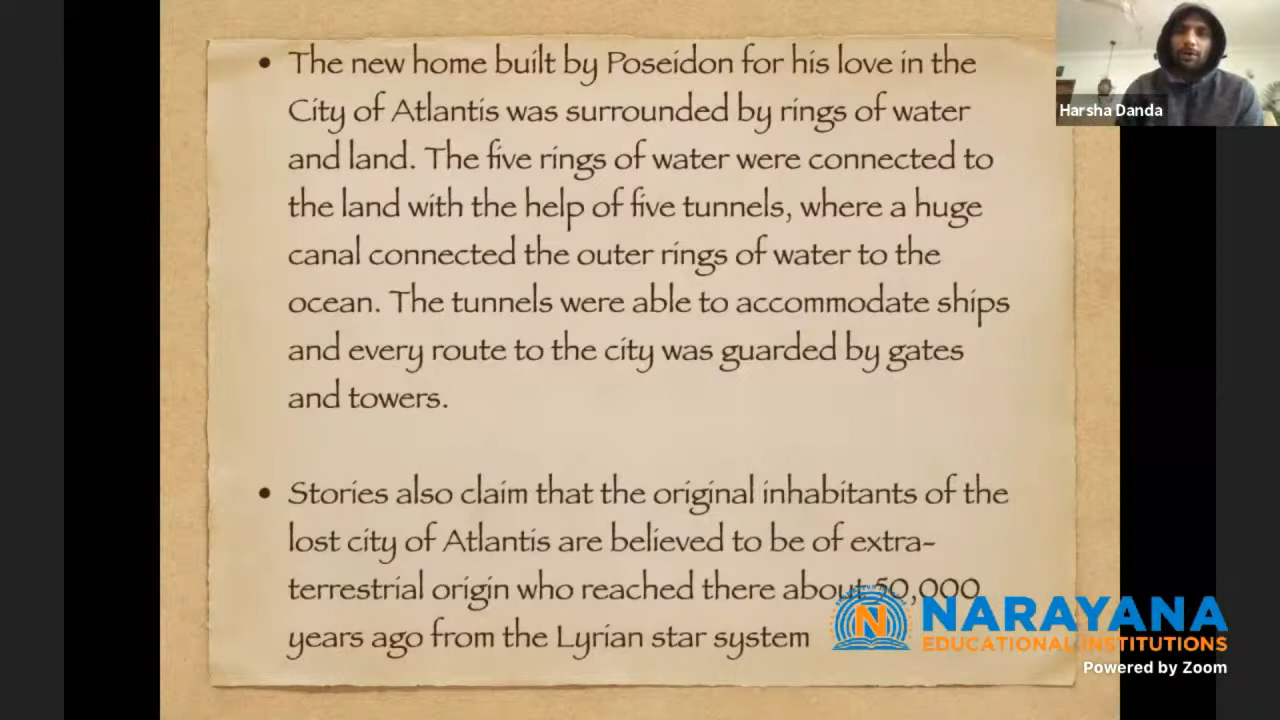 • The new home built by Poseidon for his love in the
City of Atlantis was surrounded by rings of water
and land. The five rings of water were connected to
the land with the help of five tunnels, where a huge
canal connected the outer rings of water to the
ocean. The tunnels were able to accommodate ships
and every route to the city was guarded by gates
and towers.
• Stories also claim that the original inhabitants of the
lost city of Atlantis are believed to be of extra-
terrestrial origin who reached there about 50,000
years ago from the Lyrian star system
Harsha Danda
N
NARAYANA
EDUCATIONAL INSTITUTIONS
Powered by Zoom